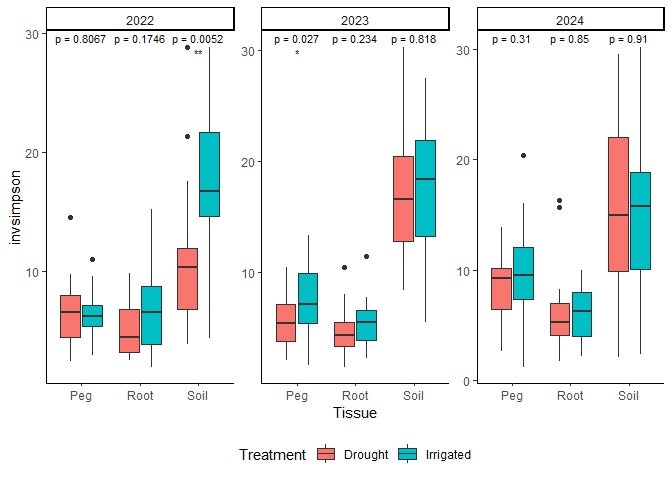 2022
2023
2024
p = 0.8067 p = 0.1746 p = 0.0052
**
p = 0.027 p = 0.234 p = 0.818
*
p = 0.31 p = 0.85 p = 0.91
30
20
10
30
20
10
30
20
10
0
invsimpson
Peg Root Soil
Peg Root Soil
Peg Root Soil
Tissue
Treatment Drought Irrigated